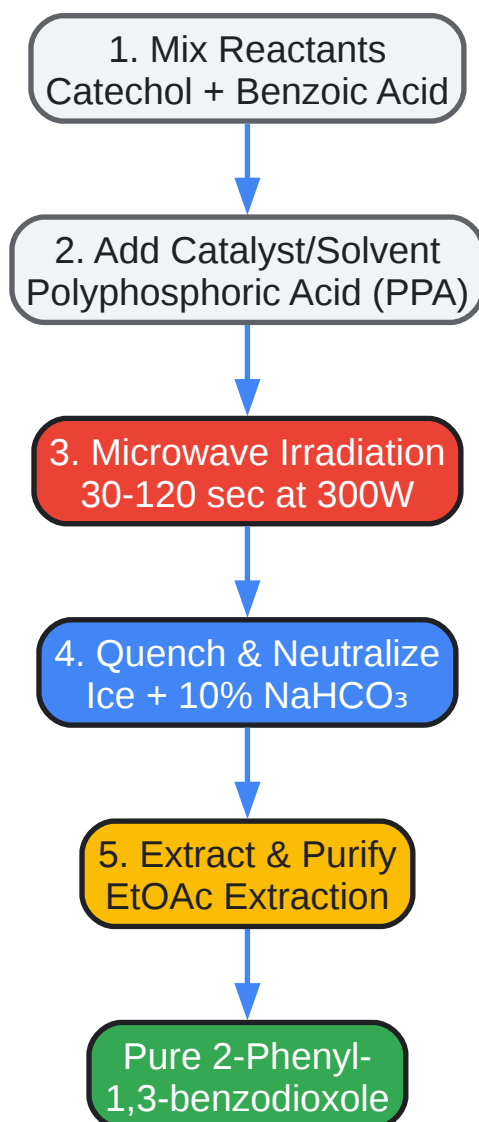 1. Mix Reactants
Catechol + Benzoic Acid
2. Add Catalyst/Solvent
Polyphosphoric Acid (PPA)
3. Microwave Irradiation
30-120 sec at 300W
4. Quench & Neutralize
Ice + 10% NaHCO₃
5. Extract & Purify
EtOAc Extraction
Pure 2-Phenyl-
1,3-benzodioxole